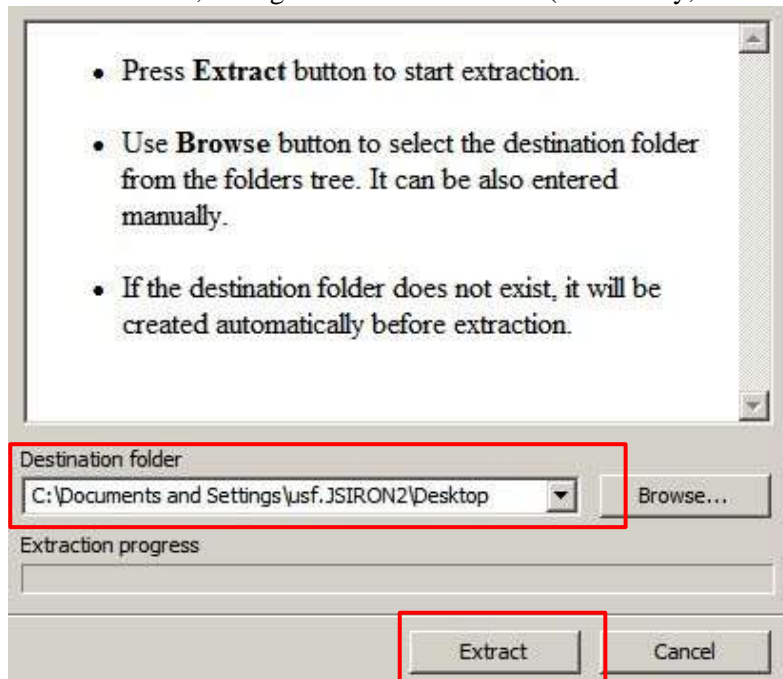 • Press Extract button to start extraction.
• Use Browse button to select the destination folder
from the folders tree. It can be also entered
manually.
• If the destination folder does not exist, it will be
created automatically before extraction.
Destination folder
C:\Documents and Settings\usf.JSIRON2\Desktop
Browse...
Extraction progress
Extract
Cancel